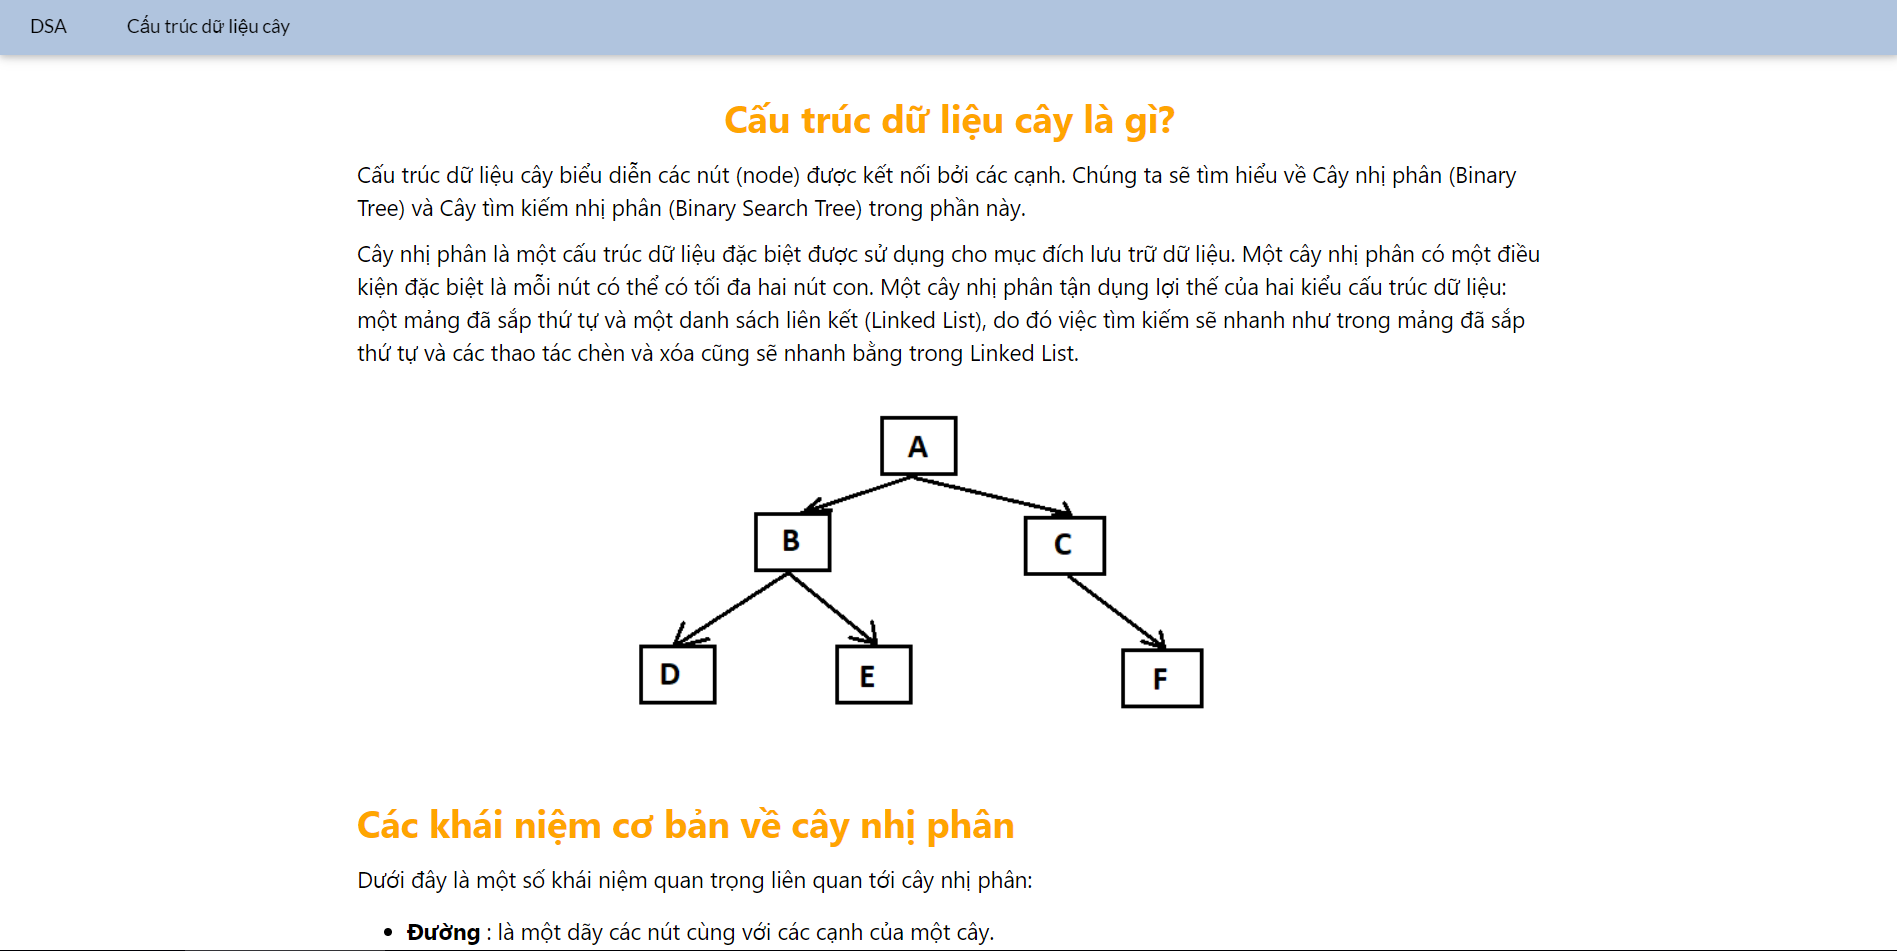 DSA Cấu trúc dữ liệu cây
Cấu trúc dữ liệu cây là gì?
Cấu trúc dữ liệu cây biểu diễn các nút (node) được kết nối bởi các cạnh. Chúng ta sẽ tìm hiểu về Cây nhị phân (Binary
Tree) và Cây tìm kiếm nhị phân (Binary Search Tree) trong phần này.
Cây nhị phân là một cấu trúc dữ liệu đặc biệt được sử dụng cho mục đích lưu trữ dữ liệu. Một cây nhị phân có một điều
kiện đặc biệt là mỗi nút có thể có tối đa hai nút con. Một cây nhị phân tận dụng lợi thế của hai kiểu cấu trúc dữ liệu:
một mảng đã sắp thứ tự và một danh sách liên kết (Linked List), do đó việc tìm kiếm sẽ nhanh như trong mảng đã sắp
thứ tự và các thao tác chèn và xóa cũng sẽ nhanh bằng trong Linked List.
A
B C
D E F
Các khái niệm cơ bản về cây nhị phân
Dưới đây là một số khái niệm quan trọng liên quan tới cây nhị phân:
• Đường : là một dãy các nút cùng với các cạnh của một cây.